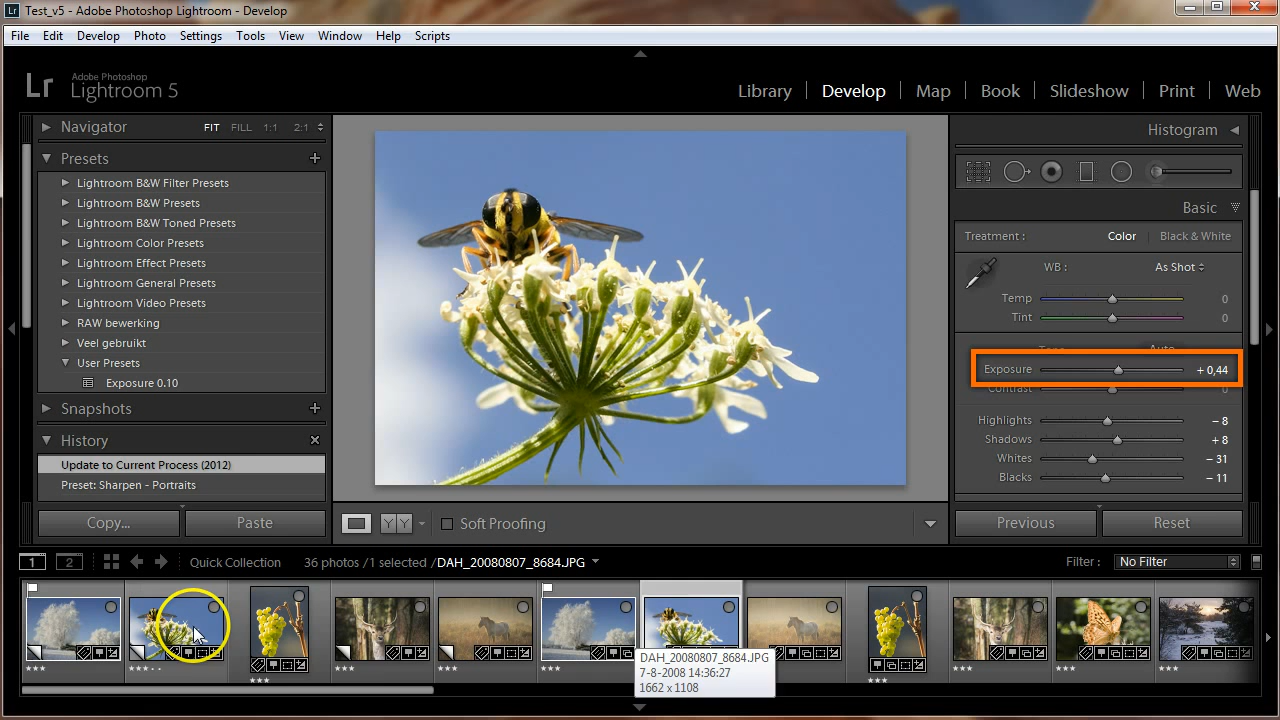 Lr Test_v5 - Adobe Photoshop Lightroom - Develop
File Edit Develop Photo Settings Tools View Window Help Scripts
Lr Adobe Photoshop
Lightroom 5
Library Develop Map Book Slideshow Print Web
Navigator FIT FILL 1:1 2:1
Presets +
Lightroom B&W Filter Presets
Lightroom B&W Presets
Lightroom B&W Toned Presets
Lightroom Color Presets
Lightroom Effect Presets
Lightroom General Presets
Lightroom Video Presets
RAW bewerking
Veel gebruikt
User Presets
Exposure 0.10
Snapshots +
History
Update to Current Process (2012)
Preset: Sharpen - Portraits
Copy... Paste
Y Y Soft Proofing
Histogram
Basic
Treatment : Color Black & White
WB : As Shot
Temp 0
Tint 0
Tone Auto
Exposure + 0,44
Contrast 0
Highlights − 8
Shadows + 8
Whites − 31
Blacks − 11
Previous Reset
1 2 Quick Collection 36 photos / 1 selected / DAH_20080807_8684.JPG Filter : No Filter
DAH_20080807_8684.JPG
7-8-2008 14:36:27
1662 x 1108